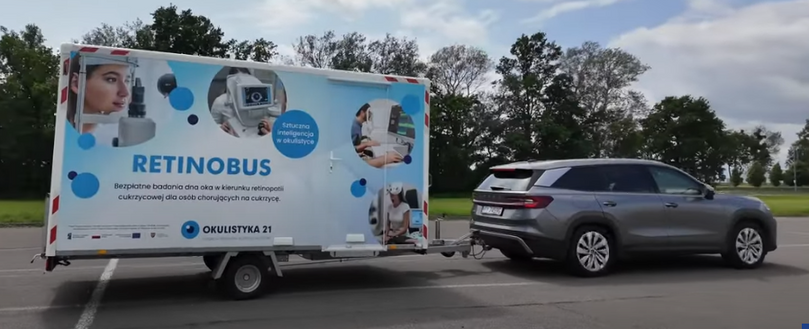 Sztuczna
inteligencja
w okulistyce
RETINOBUS
Bezpłatne badania dna oka w kierunku retinopatii
cukrzycowej dla osób chorujących na cukrzycę.
OKULISTYKA 21